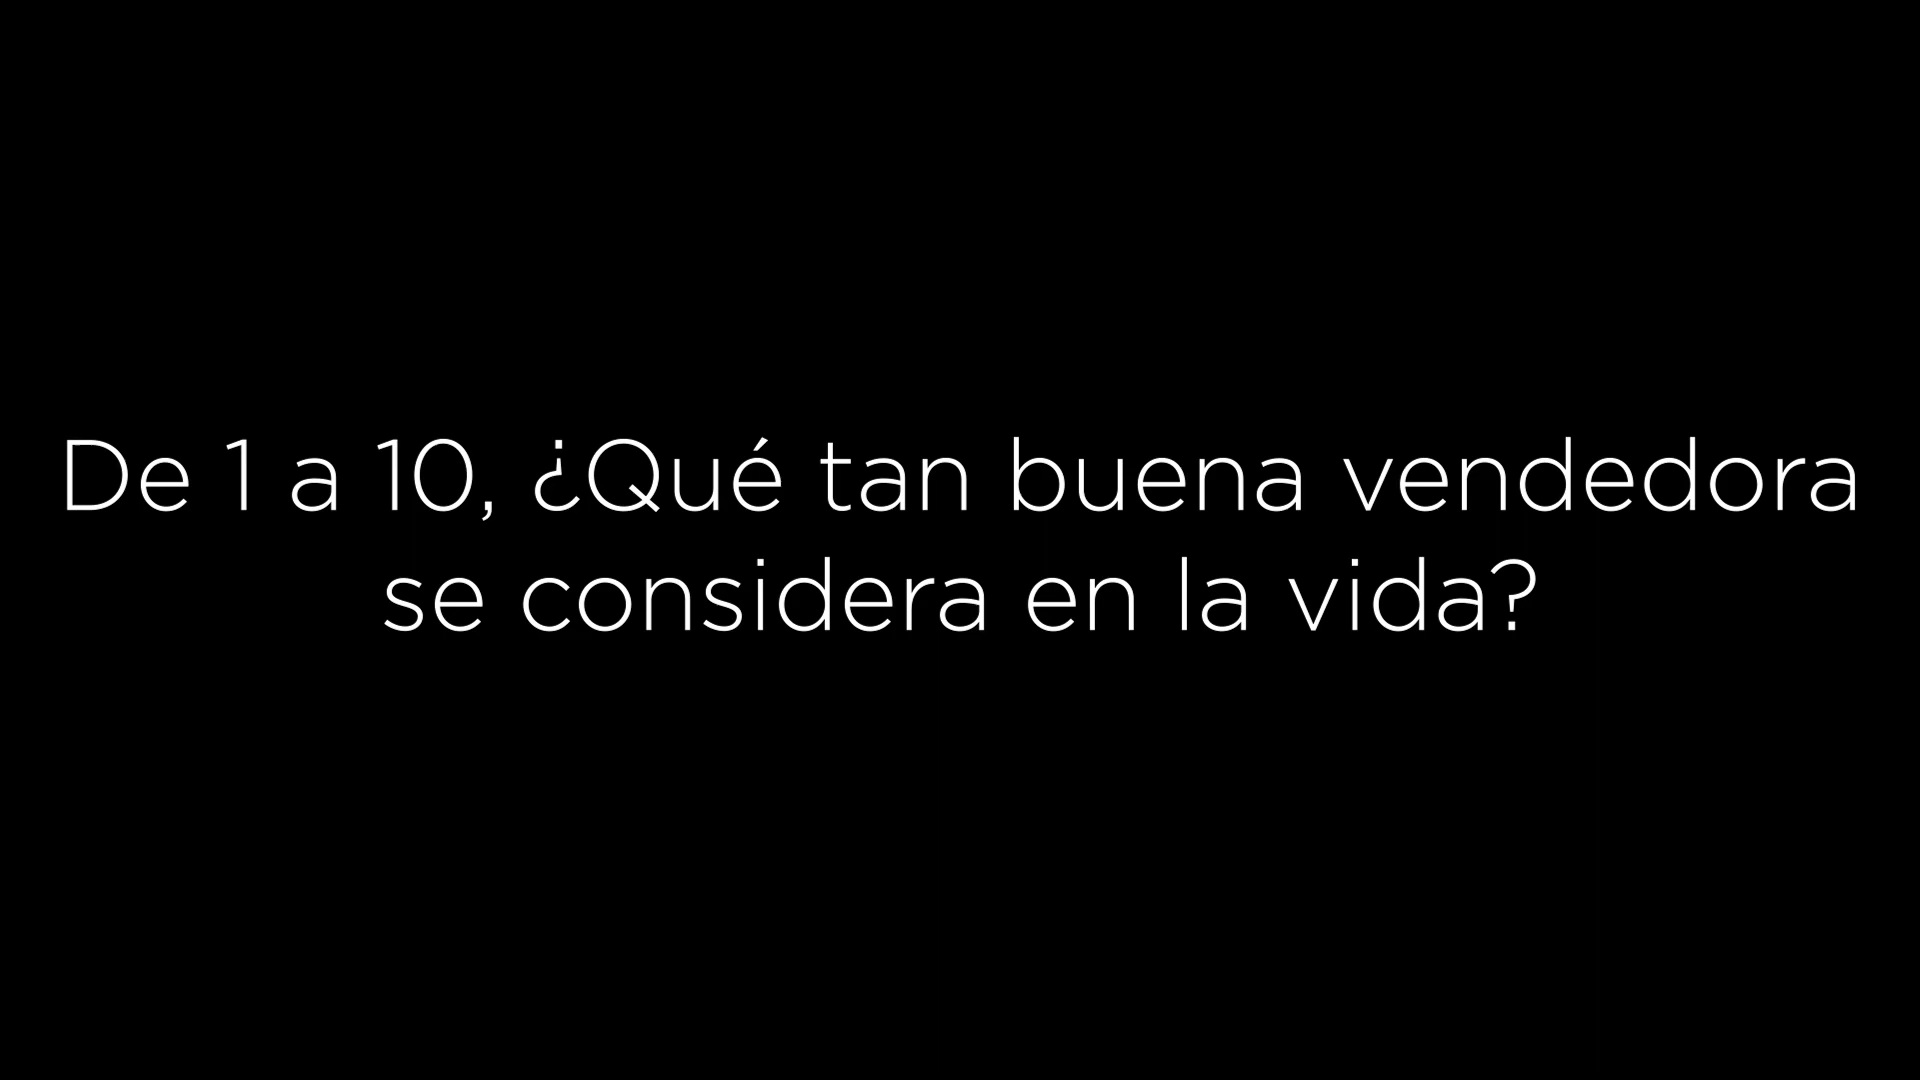 De 1 a 10, ¿Qué tan buena vendedora
se considera en la vida?